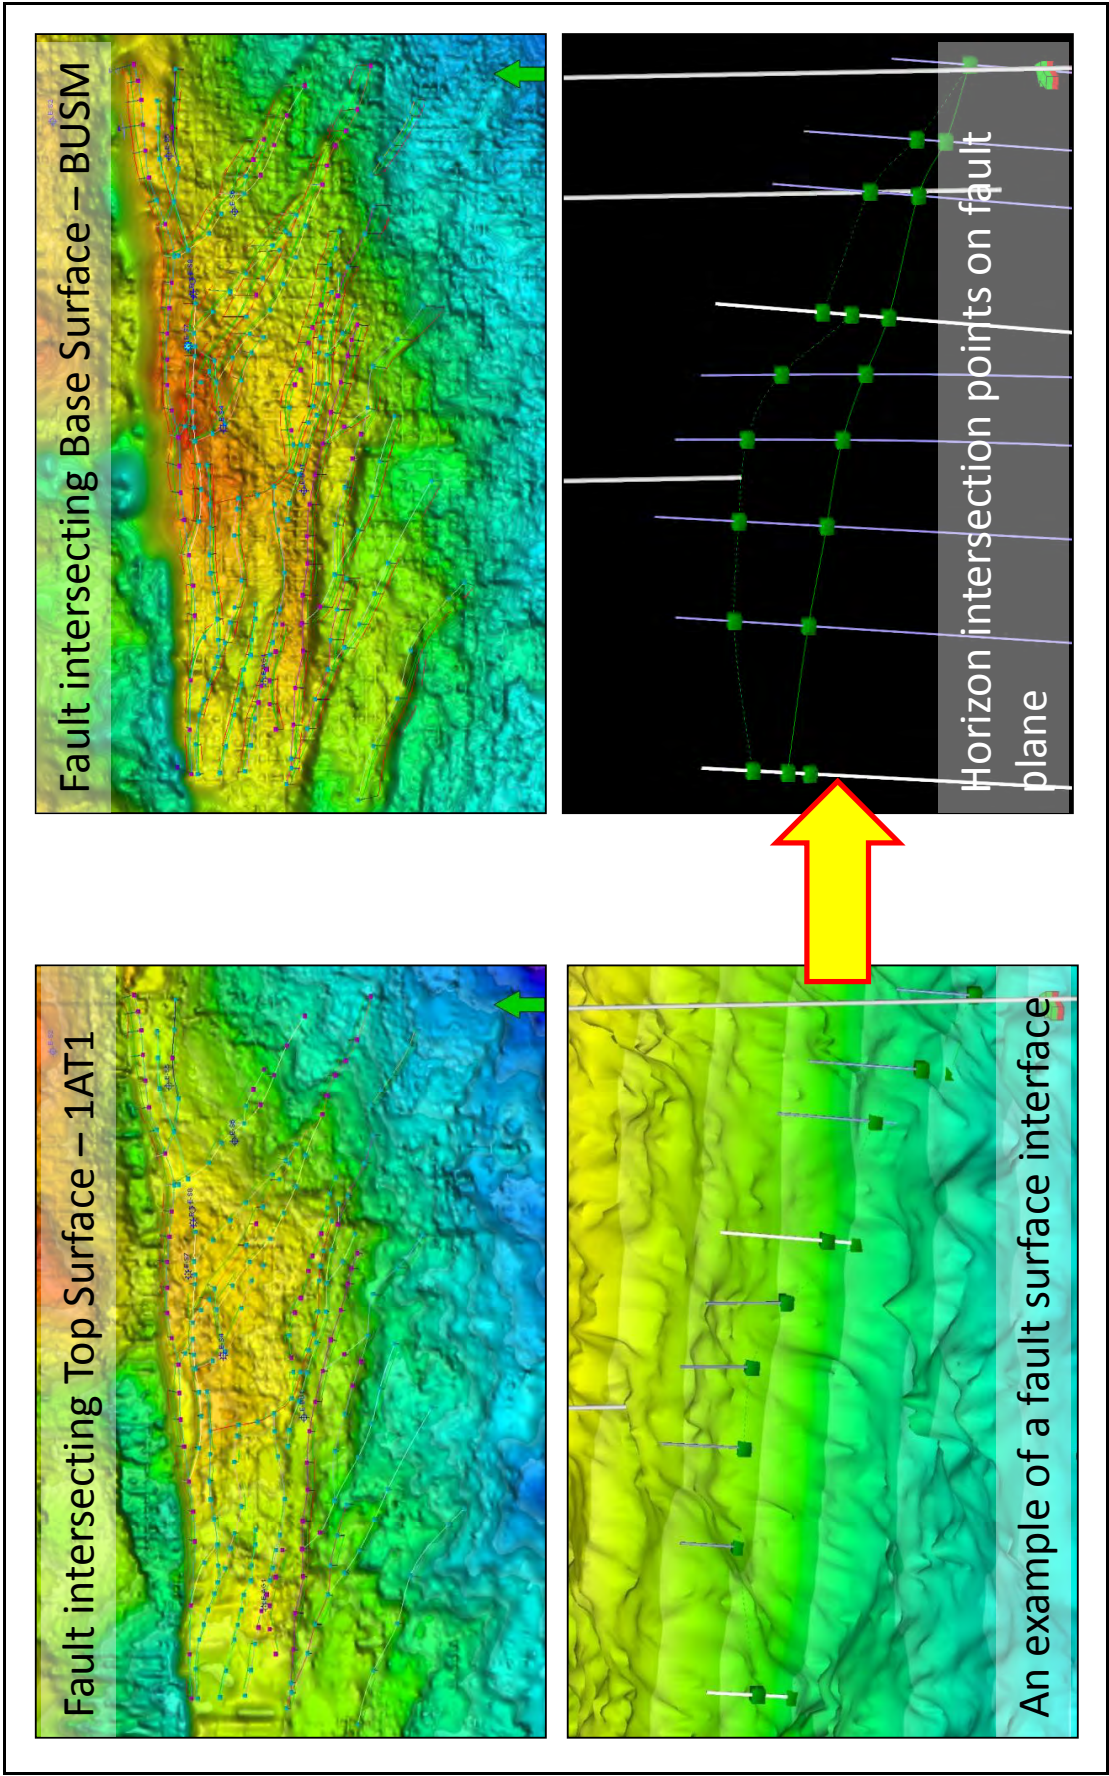 Fault intersecting Top Surface – 1AT1
Fault intersecting Base Surface – BUSM
An example of a fault surface interface
Horizon intersection points on fault
plane